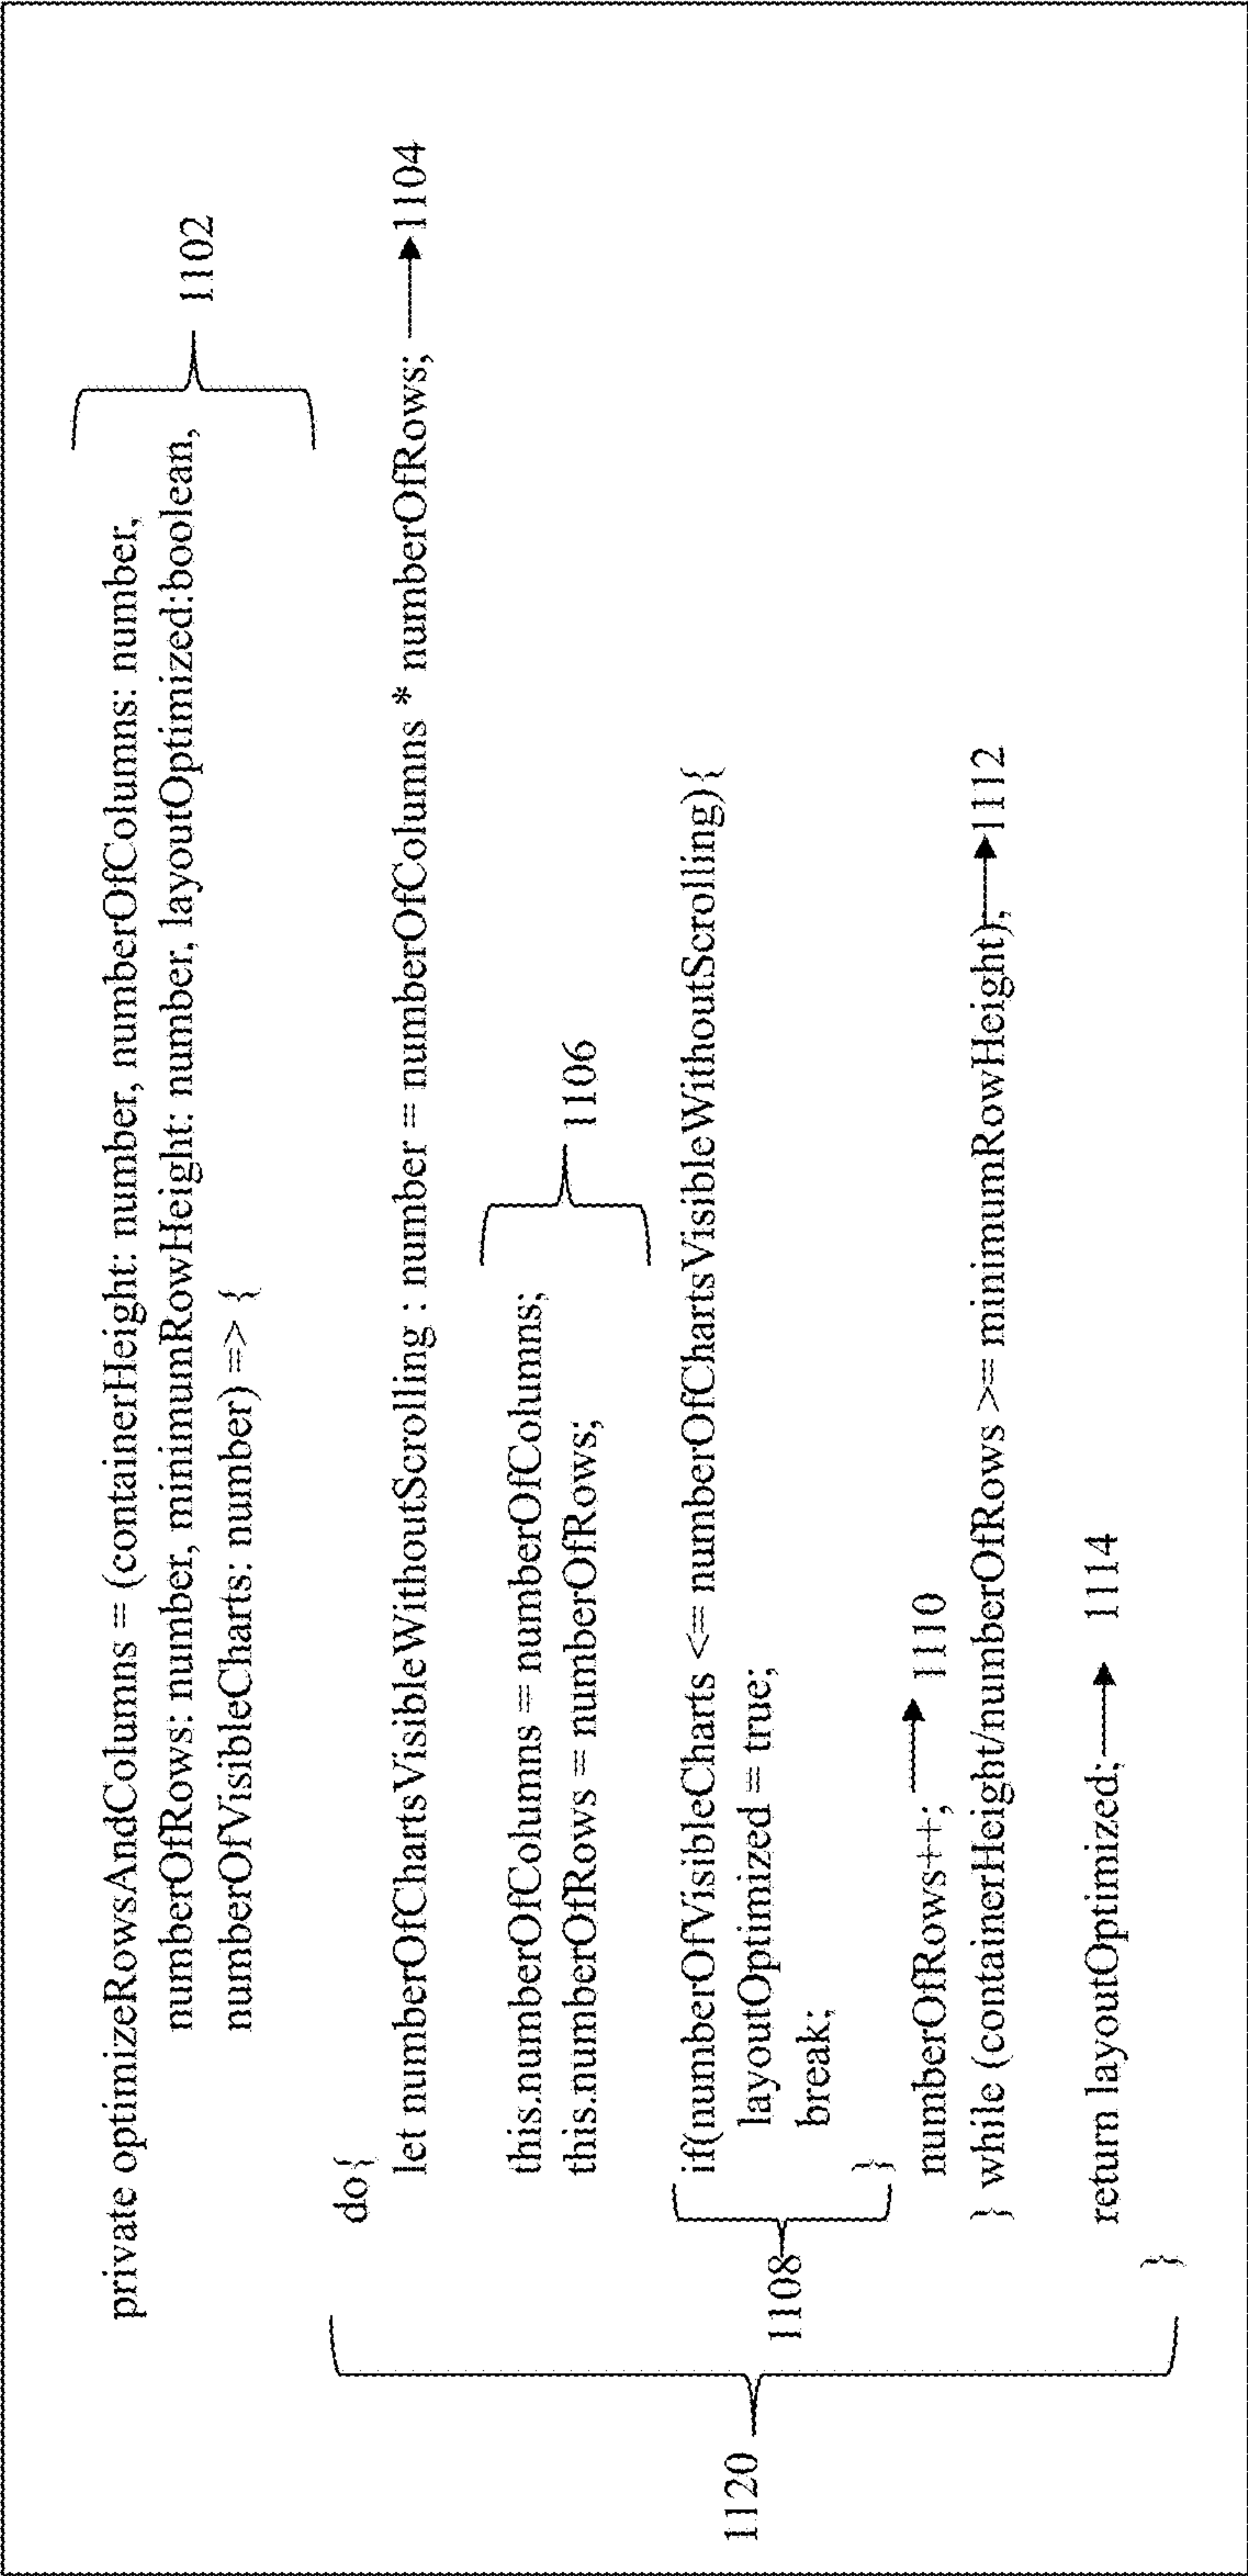 private optimizeRowsAndColumns = (containerHeight: number, numberOfColumns: number,
numberOfRows: number, minimumRowHeight: number, layoutOptimized:boolean,
numberOfVisibleCharts: number) => {
1102
do{
let numberOfChartsVisibleWithoutScrolling : number = numberOfColumns * numberOfRows; 1104
this.numberOfColumns = numberOfColumns;
this.numberOfRows = numberOfRows;
1106
if(numberOfVisibleCharts <= numberOfChartsVisibleWithoutScrolling){
layoutOptimized = true;
break;
}
1108
numberOfRows++; 1110
} while (containerHeight/numberOfRows >= minimumRowHeight); 1112
return layoutOptimized; 1114
}
1120